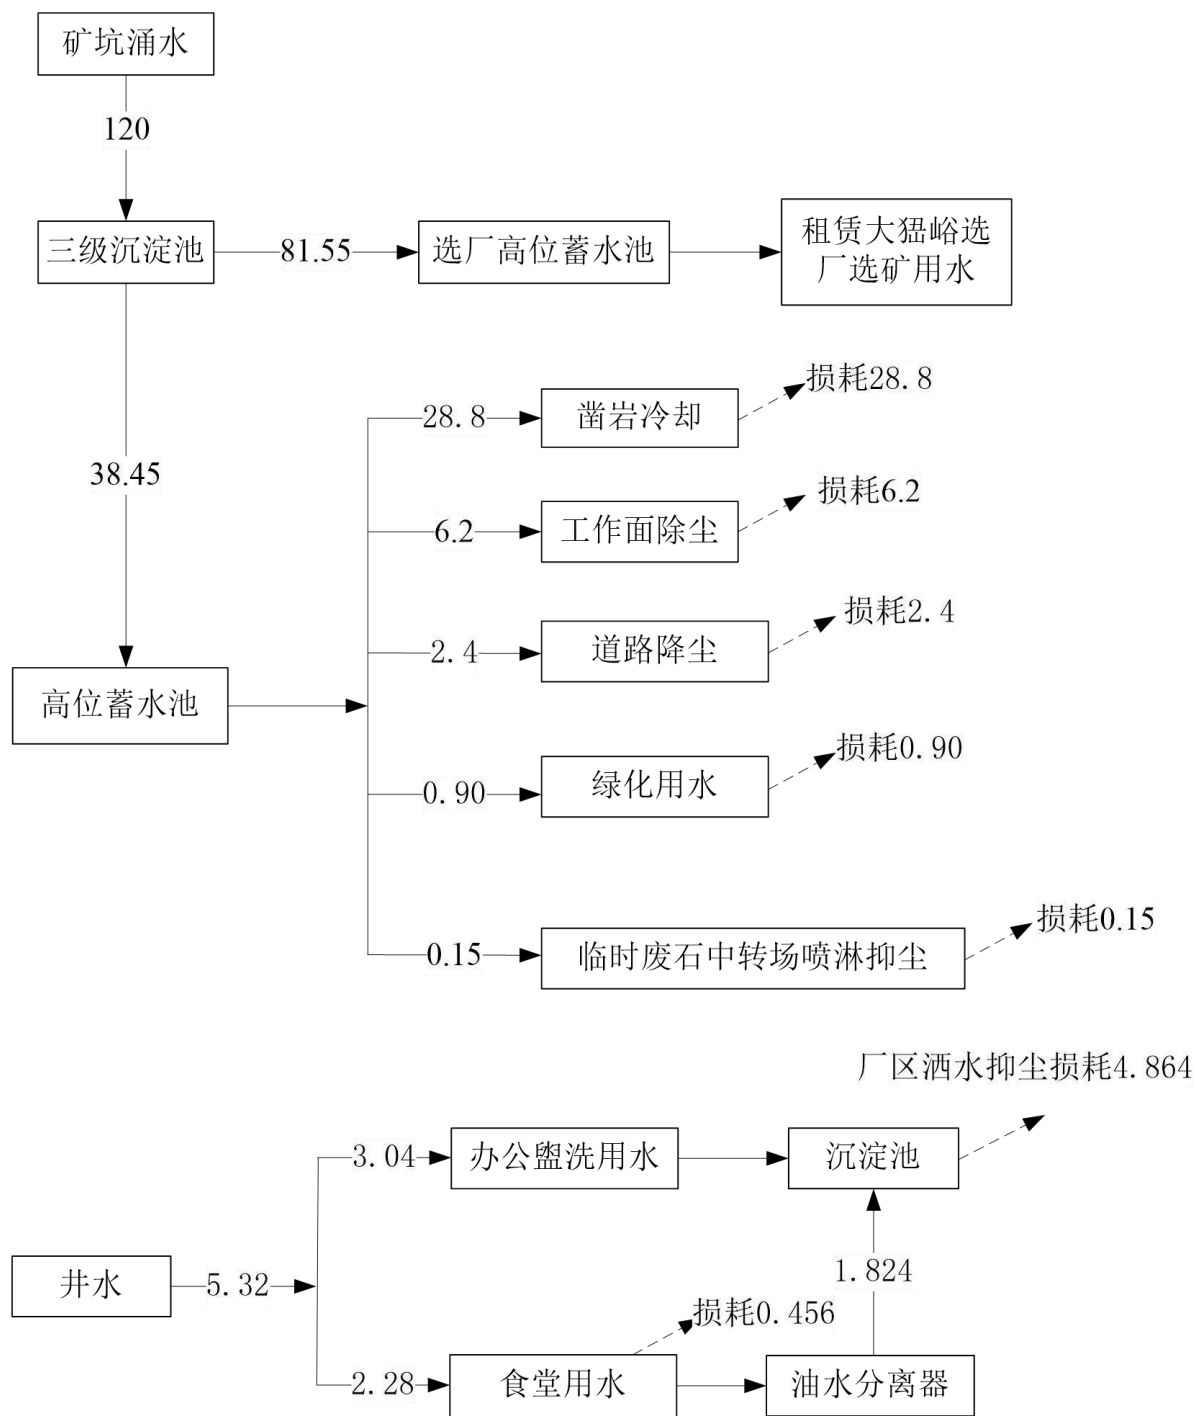 矿坑涌水
120
三级沉淀池
81.55
选厂高位蓄水池
租赁大猫峪选
厂选矿用水
38.45
高位蓄水池
28.8
凿岩冷却
损耗28.8
6.2
工作面除尘
损耗6.2
2.4
道路降尘
损耗2.4
0.90
绿化用水
损耗0.90
0.15
临时废石中转场喷淋抑尘
损耗0.15
厂区洒水抑尘损耗4.864
3.04
办公盥洗用水
沉淀池
井水
5.32
1.824
损耗0.456
2.28
食堂用水
油水分离器